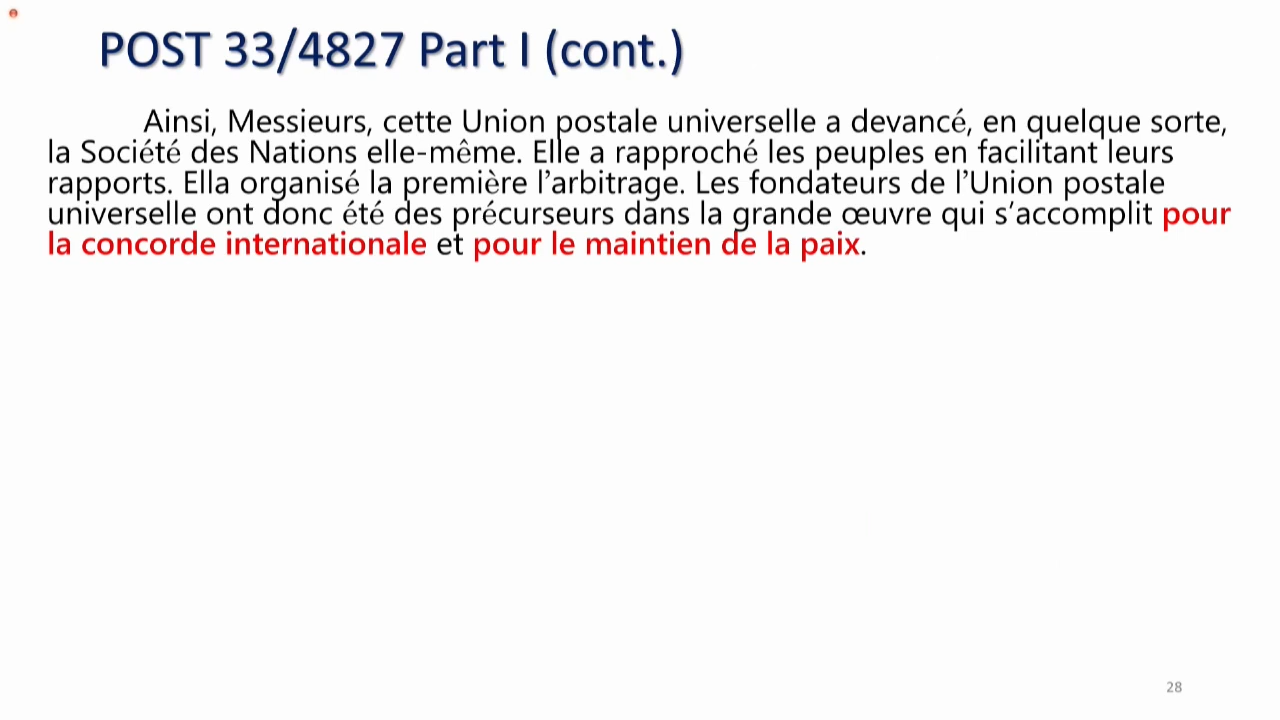 POST 33/4827 Part I (cont.)
Ainsi, Messieurs, cette Union postale universelle a devancé, en quelque sorte,
la Société des Nations elle-même. Elle a rapproché les peuples en facilitant leurs
rapports. Ella organisé la première l’arbitrage. Les fondateurs de l’Union postale
universelle ont donc été des précurseurs dans la grande œuvre qui s’accomplit pour
la concorde internationale et pour le maintien de la paix.
28